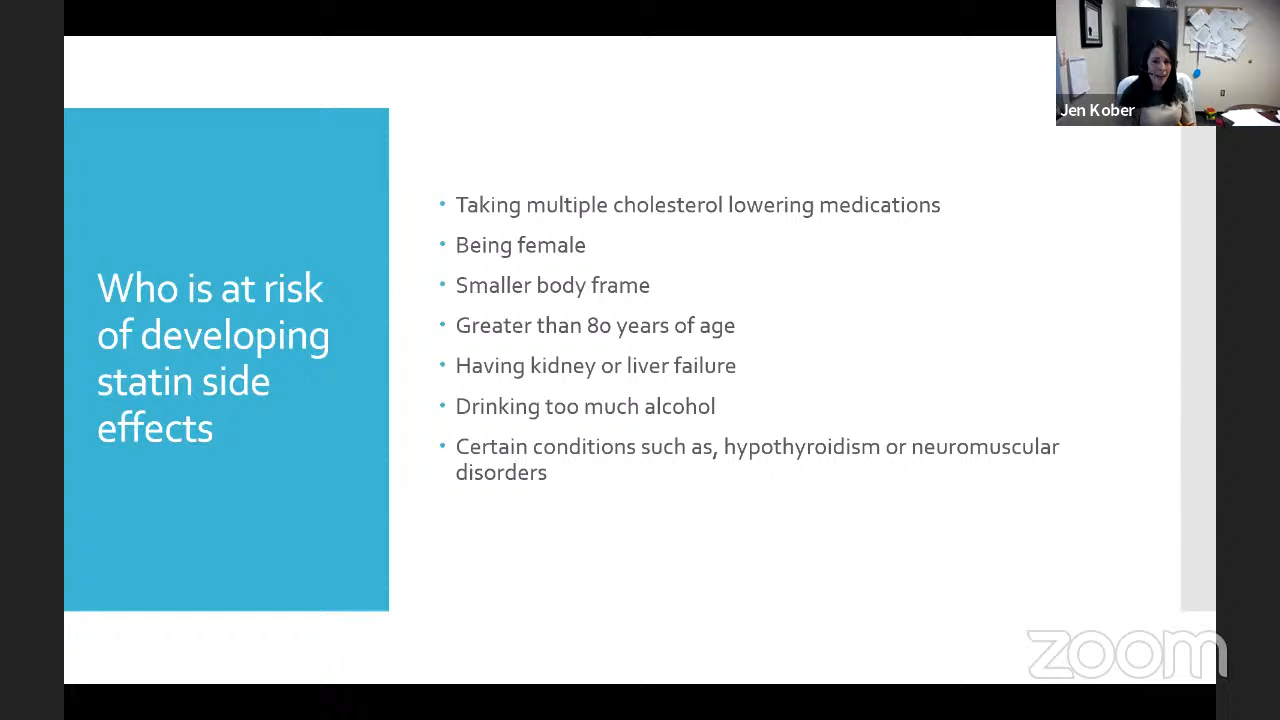 Jen Kober
Who is at risk
of developing
statin side
effects
Taking multiple cholesterol lowering medications
Being female
Smaller body frame
Greater than 80 years of age
Having kidney or liver failure
Drinking too much alcohol
Certain conditions such as, hypothyroidism or neuromuscular
disorders
zoom